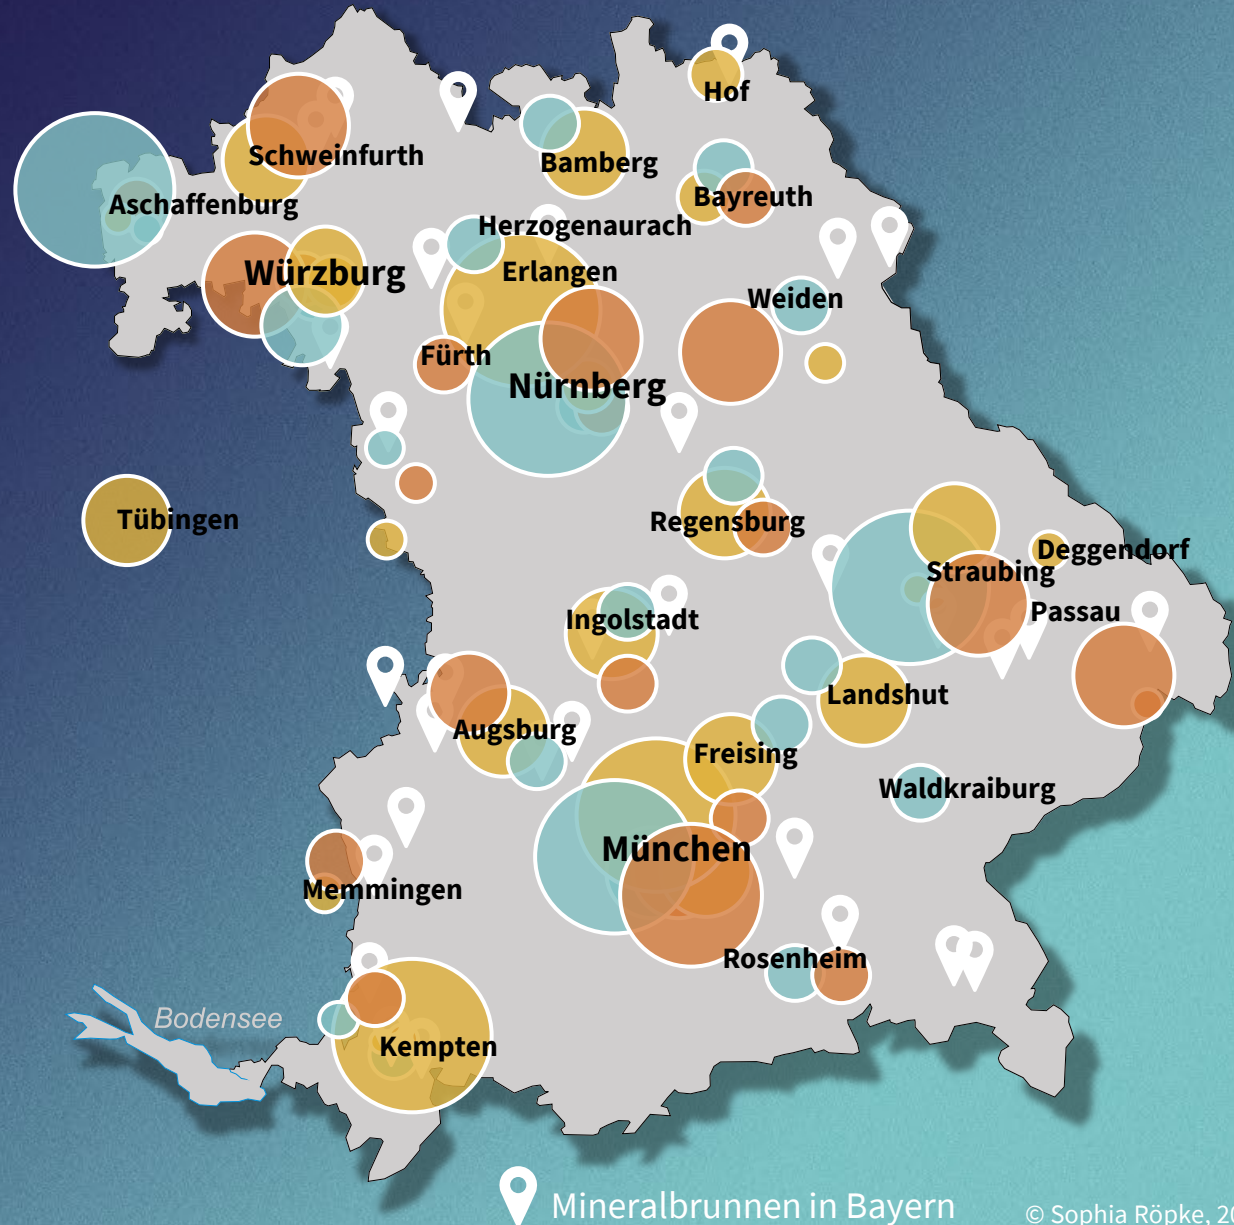 Hof
Schweinfurth
Bamberg
Aschaffenburg
Bayreuth
Herzogenaurach
Würzburg
Erlangen
Weiden
Fürth
Nürnberg
Tübingen
Regensburg
Deggendorf
Straubing
Passau
Ingolstadt
Landshut
Augsburg
Freising
Waldkraiburg
München
Memmingen
Rosenheim
Bodensee
Kempten
Mineralbrunnen in Bayern
© Sophia Röpke,